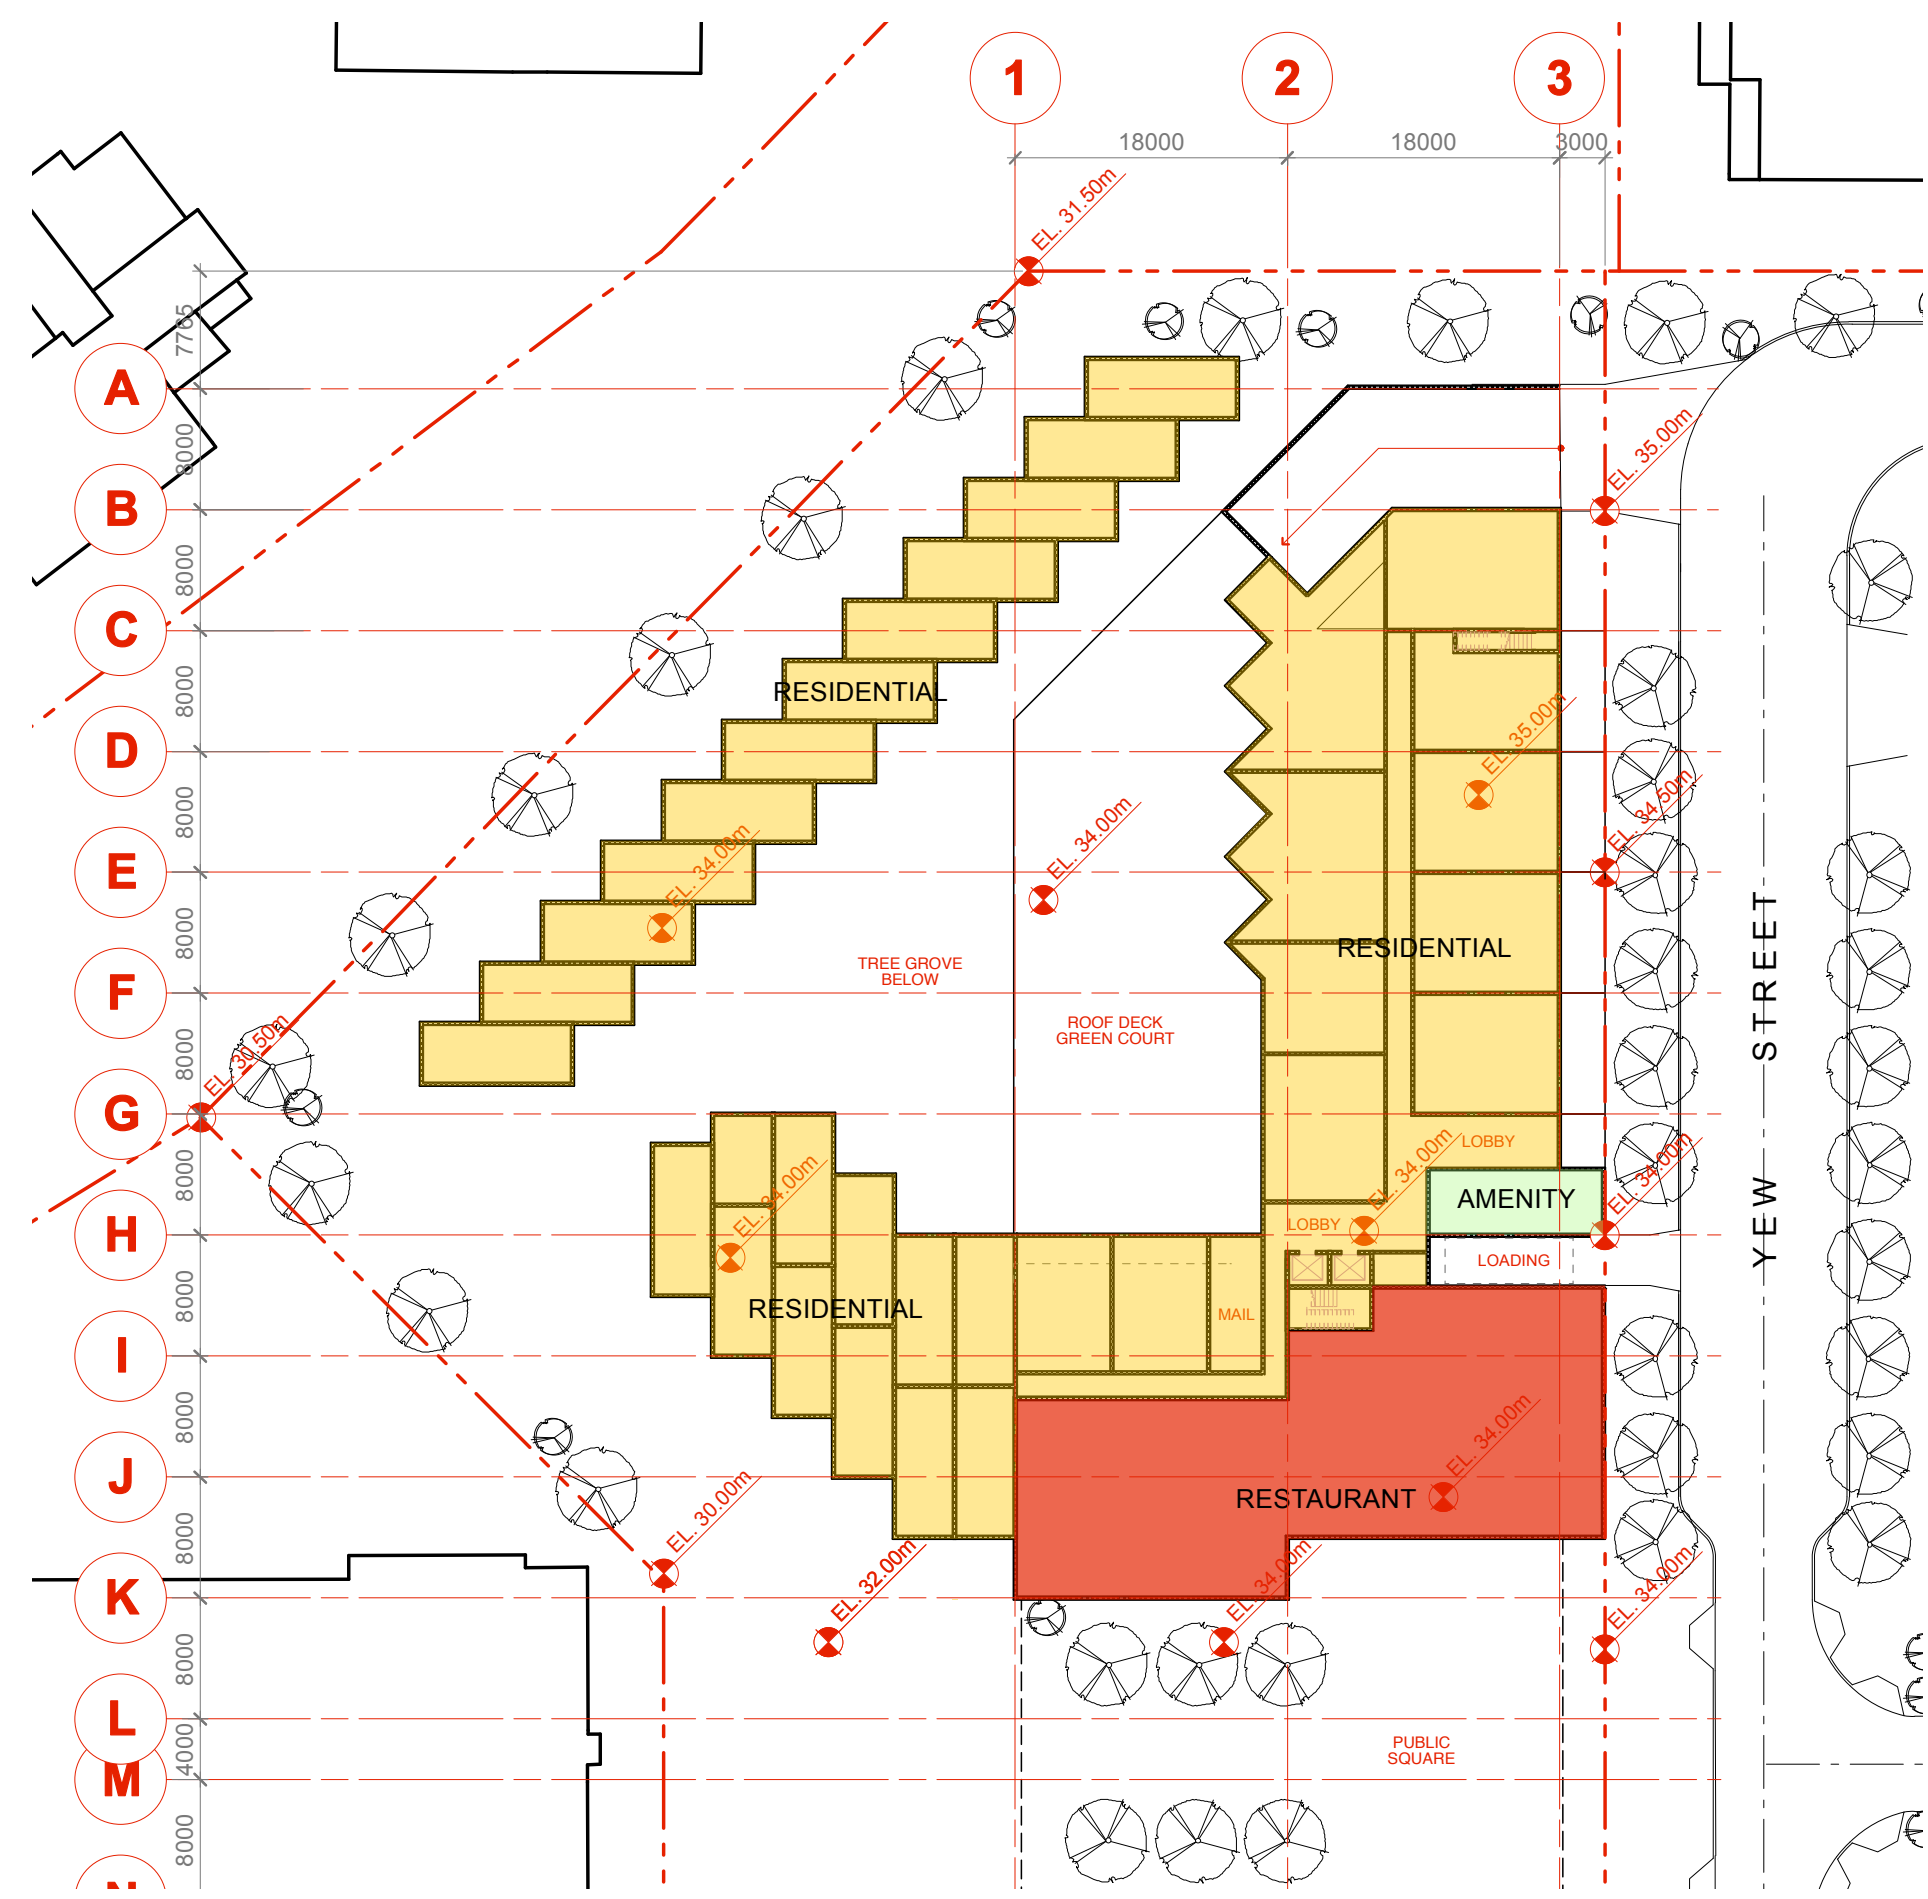 1
2
3
18000
18000
3000
EL. 31.50m
7765
A
8000
EL. 35.00m
B
8000
C
8000
RESIDENTIAL
EL. 35.00m
D
8000
EL. 34.00m
EL. 34.00m
EL. 34.50m
E
8000
RESIDENTIAL
YEW STREET
TREE GROVE
BELOW
F
8000
ROOF DECK
GREEN COURT
EL. 30.50m
G
8000
EL. 34.00m
EL. 34.00m
LOBBY
EL. 34.00m
AMENITY
H
LOBBY
8000
LOADING
RESIDENTIAL
MAIL
I
8000
EL. 34.00m
J
RESTAURANT
8000
EL. 30.00m
EL. 32.00m
EL. 34.00m
EL. 34.00m
K
8000
L
4000
PUBLIC
SQUARE
M
8000
N